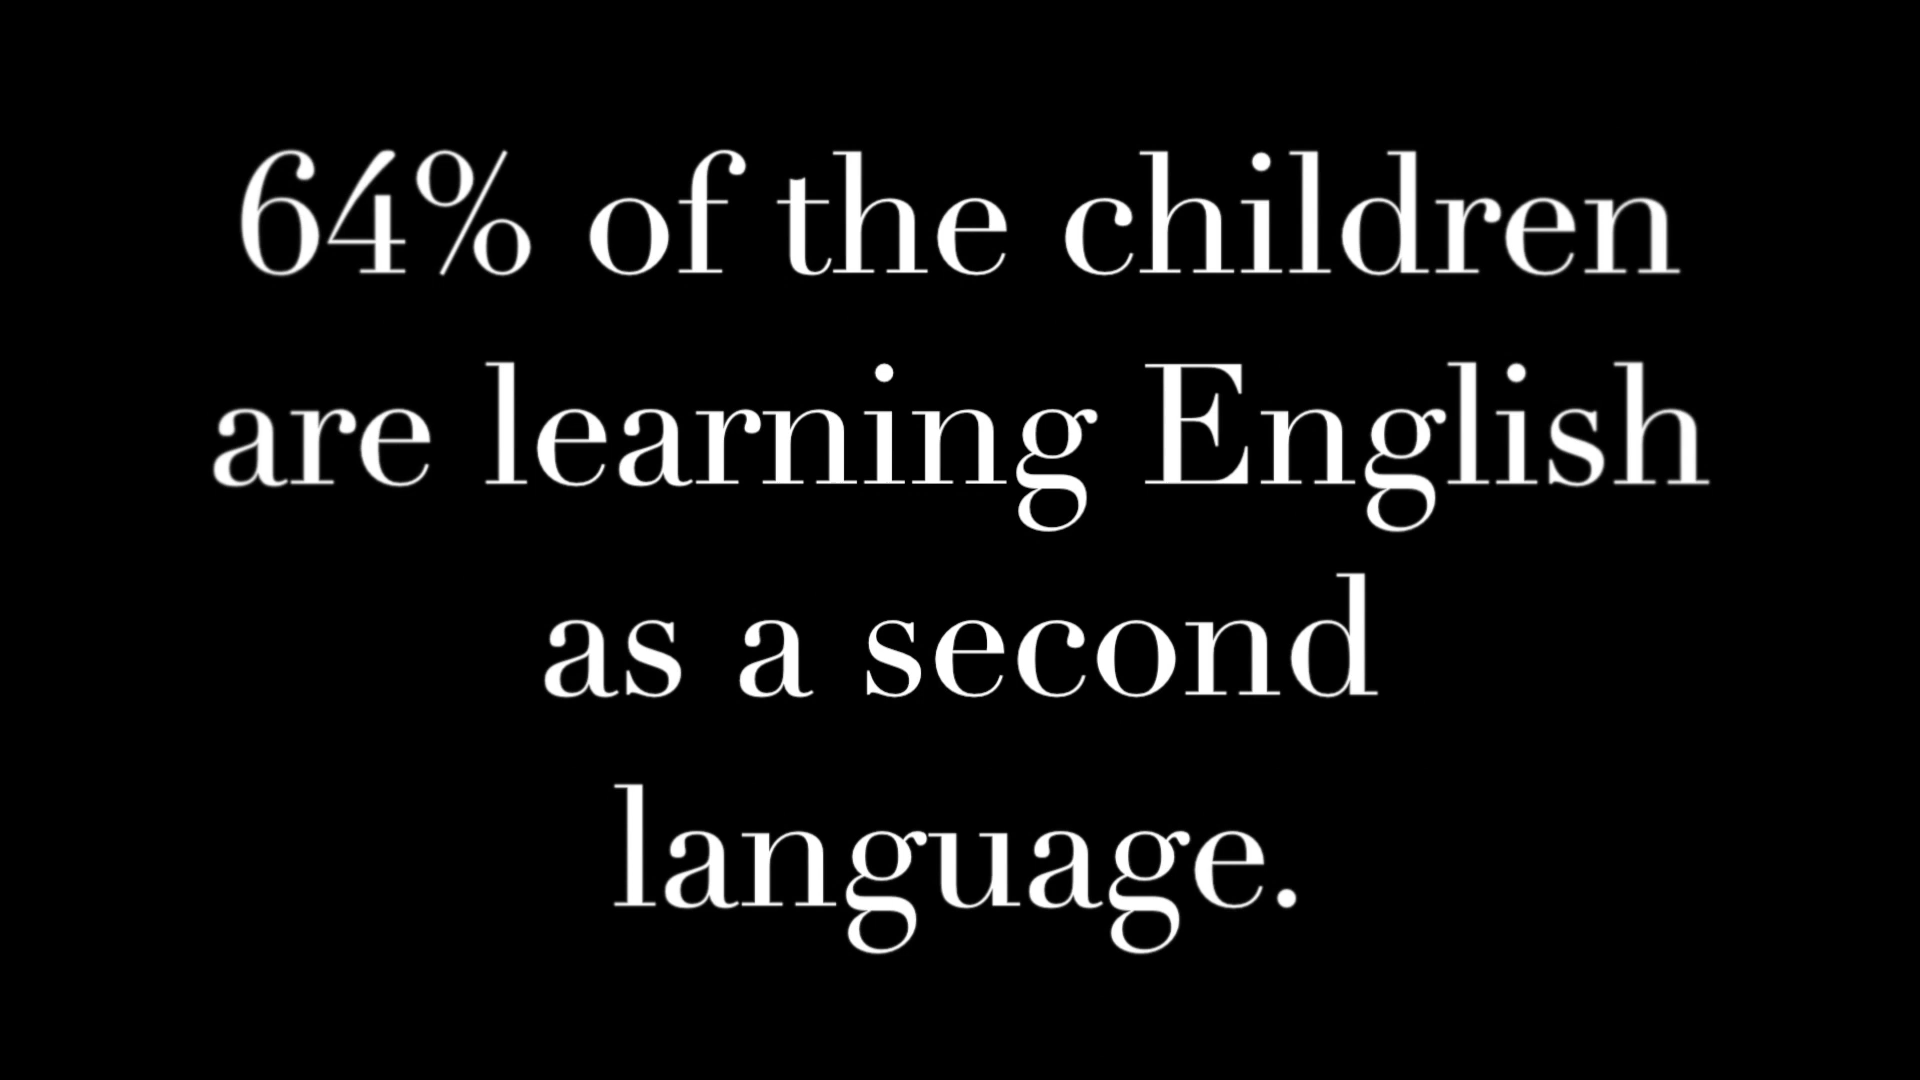 64% of the children
are learning English
as a second
language.